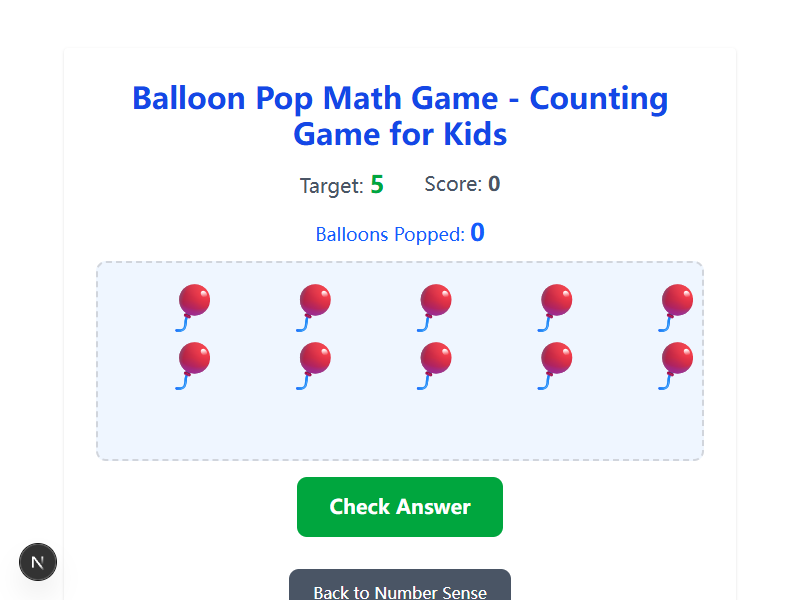 Balloon Pop Math Game - Counting
Game for Kids
Target: 5
Score: 0
Balloons Popped: 0
Check Answer
N
Back to Number Sense